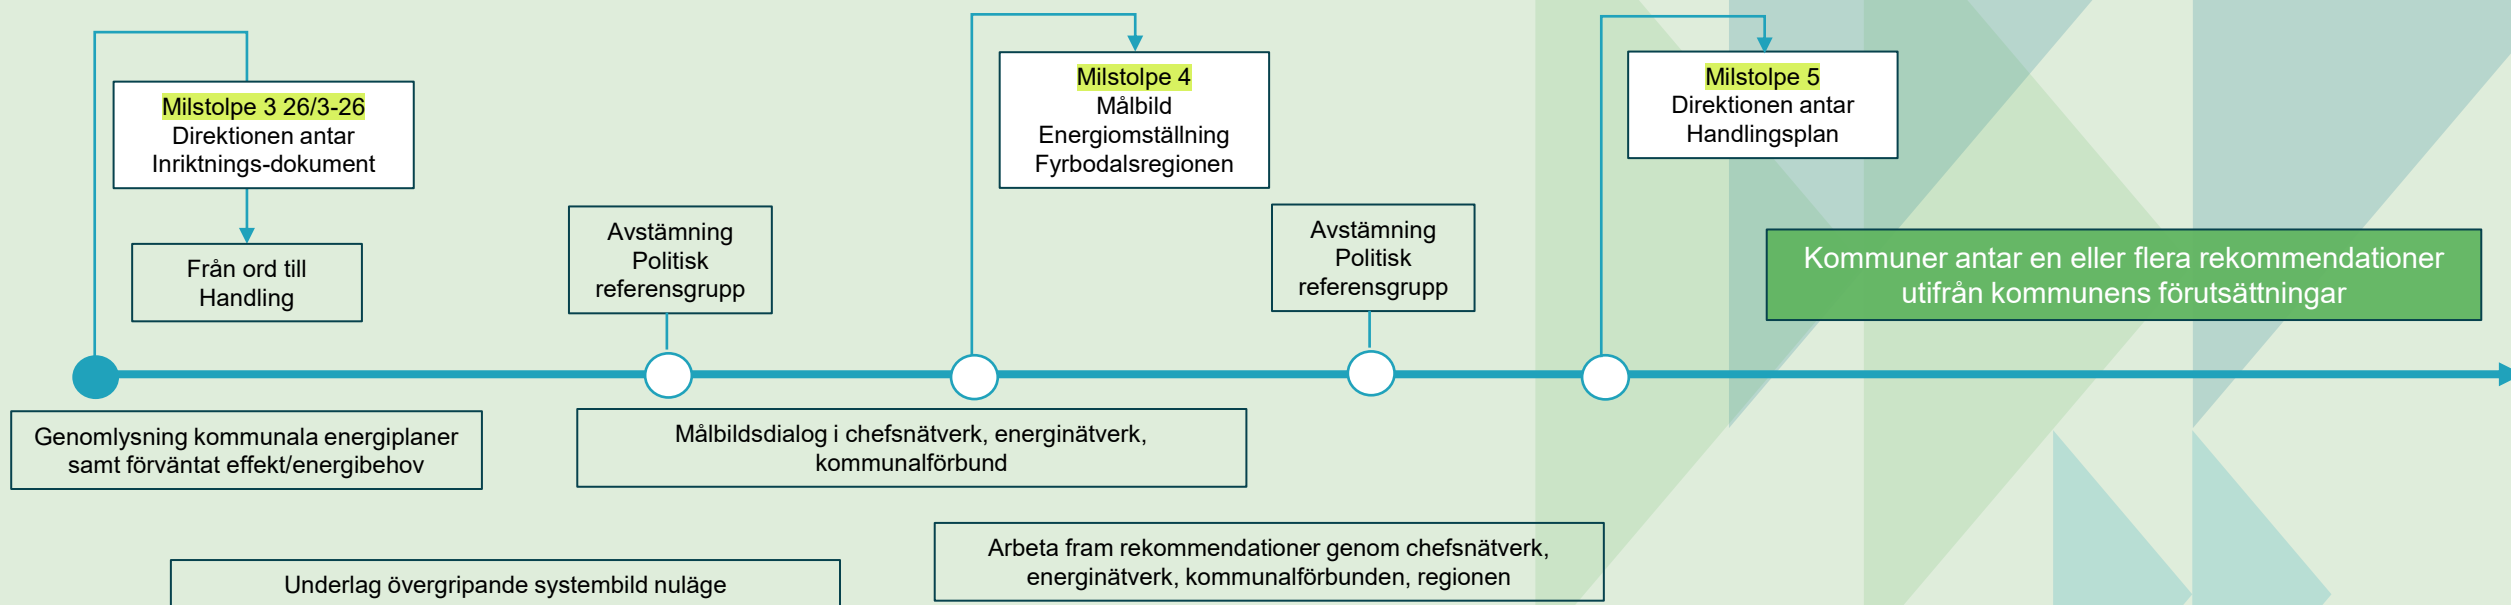 Milstolpe 3 26/3-26
Direktionen antar
Inriktnings-dokument
Från ord till
Handling
Avstämning
Politisk
referensgrupp
Milstolpe 4
Målbild
Energiomställning
Fyrbodalsregionen
Avstämning
Politisk
referensgrupp
Milstolpe 5
Direktionen antar
Handlingsplan
Kommuner antar en eller flera rekommendationer
utifrån kommunens förutsättningar
Genomlysning kommunala energiplaner
samt förväntat effekt/energibehov
Målbildsdialog i chefsnätverk, energinätverk,
kommunalförbund
Underlag övergripande systembild nuläge
Arbeta fram rekommendationer genom chefsnätverk,
energinätverk, kommunalförbunden, regionen